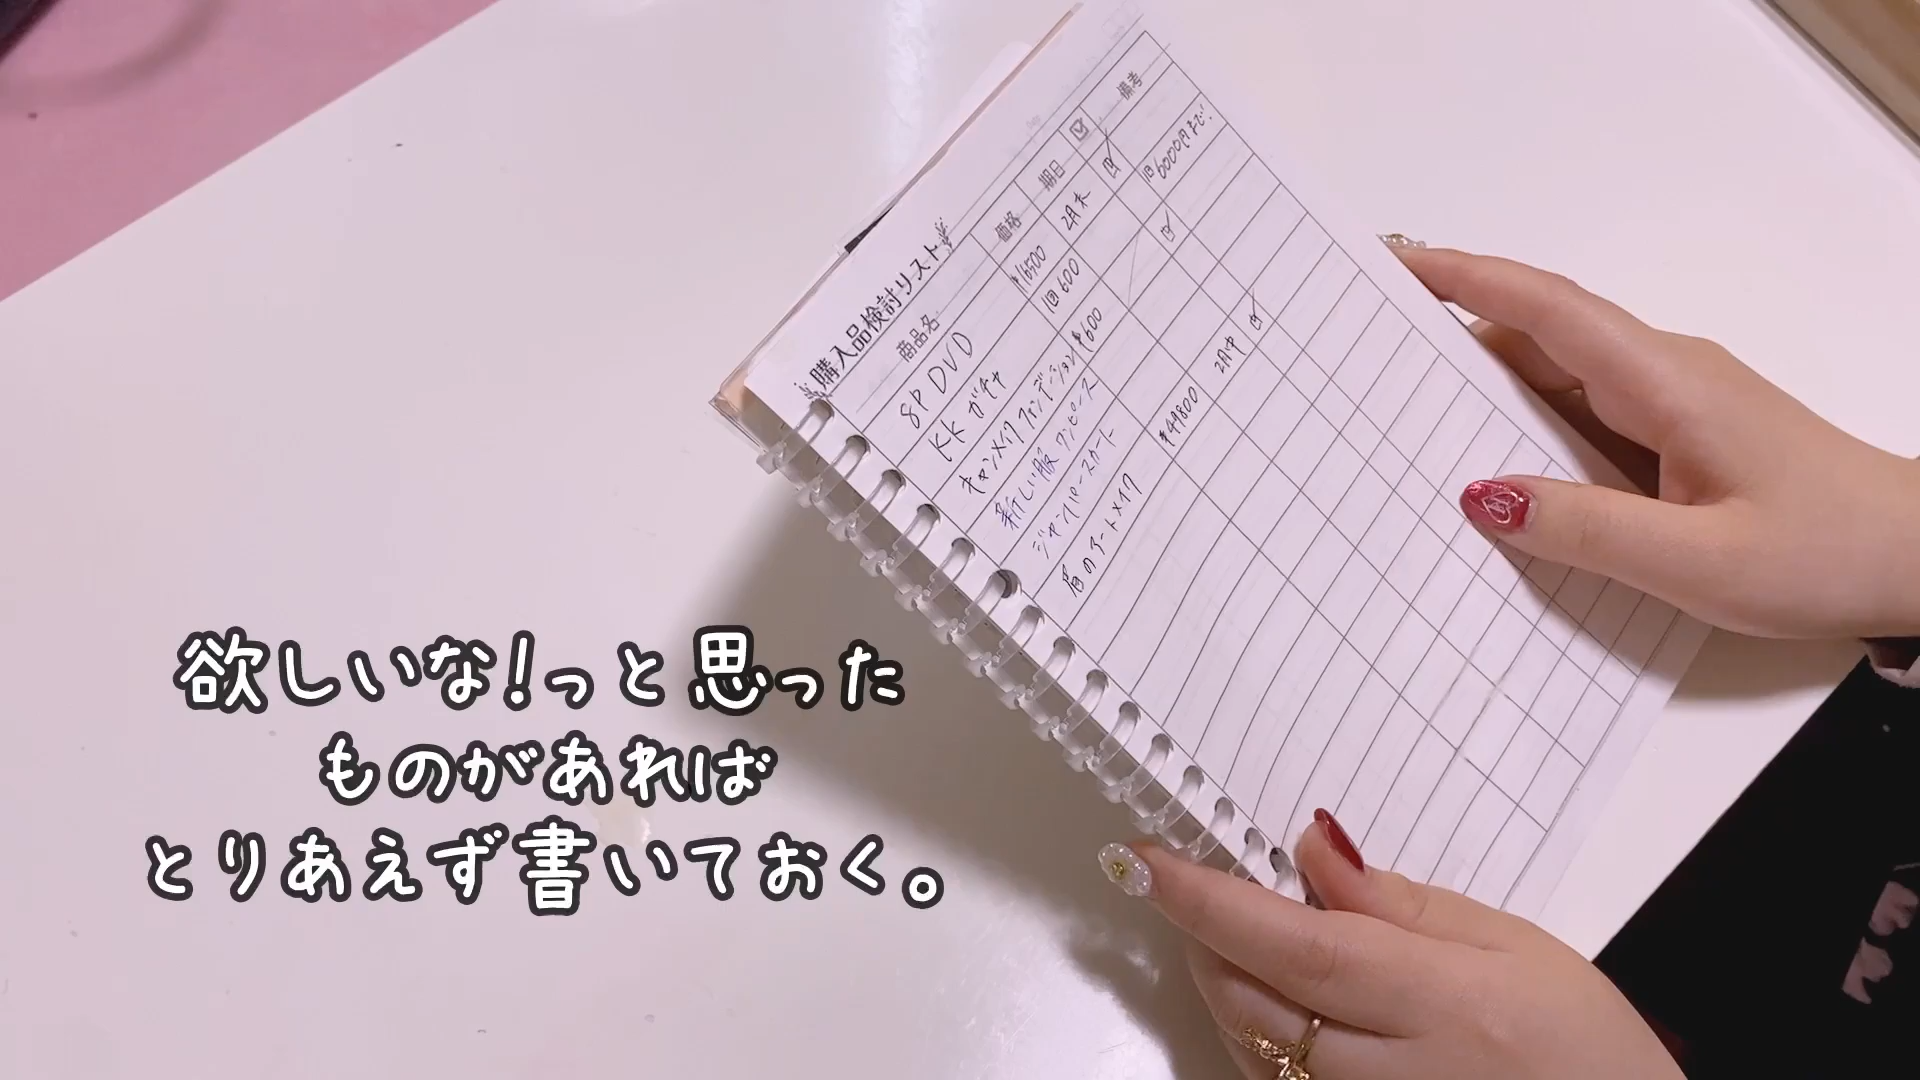 購入品検討リスト
商品名 価格 期日 ☑ 備考
8P DVD ¥16500 2月末 ☑
KK ガチャ 1回600 1回6000円まで!
キャンメイク ファンデーション ¥600 ☑
新しい服 ワンピース
ジャンパースカート
眉のアートメイク ¥49800 2月中 ☑
欲しいな!っと思った
ものがあれば
とりあえず書いておく。